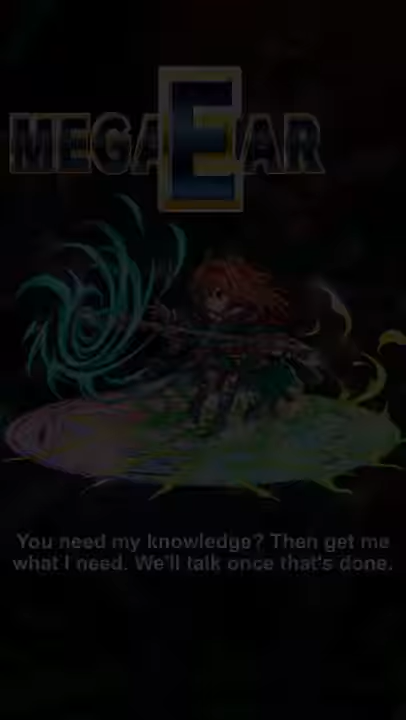 MEGA E AR
You need my knowledge? Then get me
what I need. We'll talk once that's done.